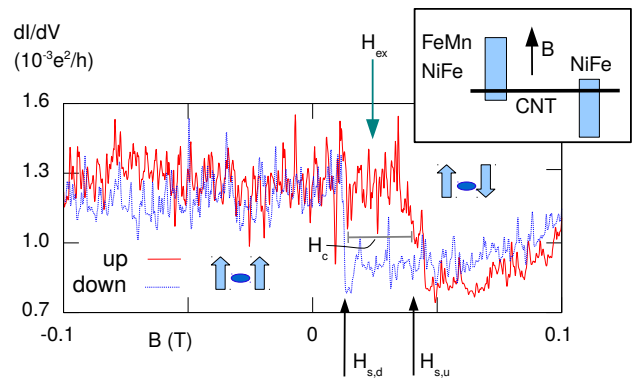 dI/dV
(10⁻³e²/h)
H_ex
FeMn
NiFe
B
NiFe
CNT
1.6
1.3
1.0
0.7
H_c
up
down
-0.1
B (T)
0
0.1
H_s,d
H_s,u